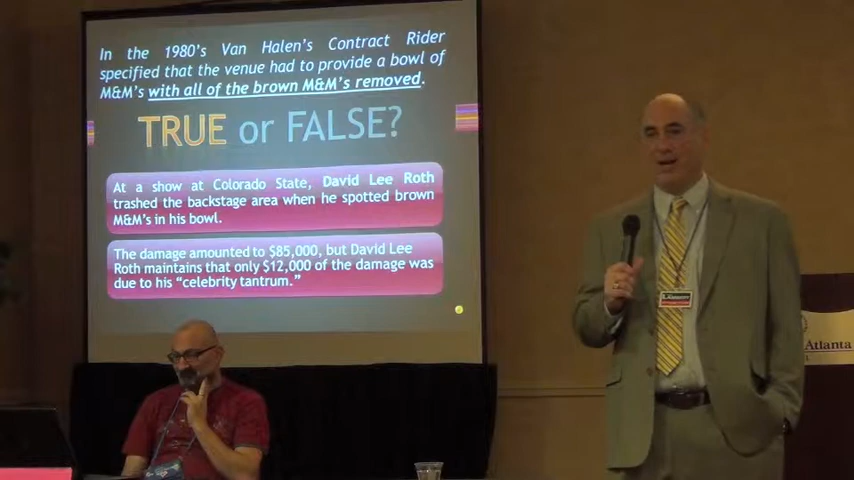 In the 1980's Van Halen's Contract Rider
specified that the venue had to provide a bowl of
M&M's with all of the brown M&M's removed.
TRUE or FALSE?
At a show at Colorado State, David Lee Roth
trashed the backstage area when he spotted brown
M&M's in his bowl.
The damage amounted to $85,000, but David Lee
Roth maintains that only $12,000 of the damage was
due to his “celebrity tantrum.”
Atlanta